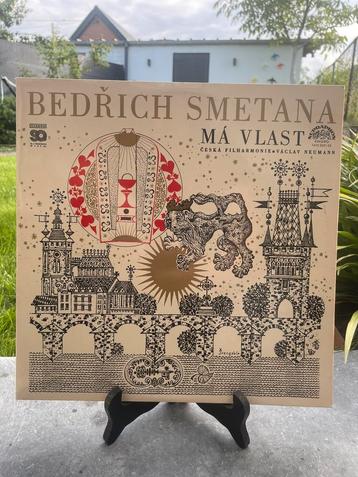 BEDŘICH SMETANA
MÁ VLAST
ČESKÁ FILHARMONIE • VÁCLAV NEUMANN